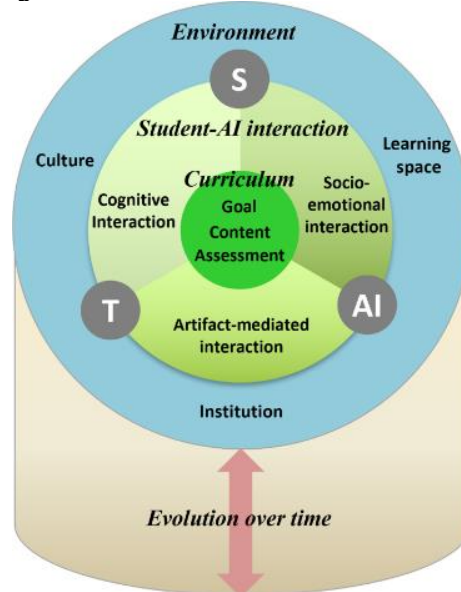 Environment
S
Student-AI interaction
Culture
Learning
space
Curriculum
Cognitive
Interaction
Goal
Content
Assessment
Socio-
emotional
interaction
T
AI
Artifact-mediated
interaction
Institution
Evolution over time